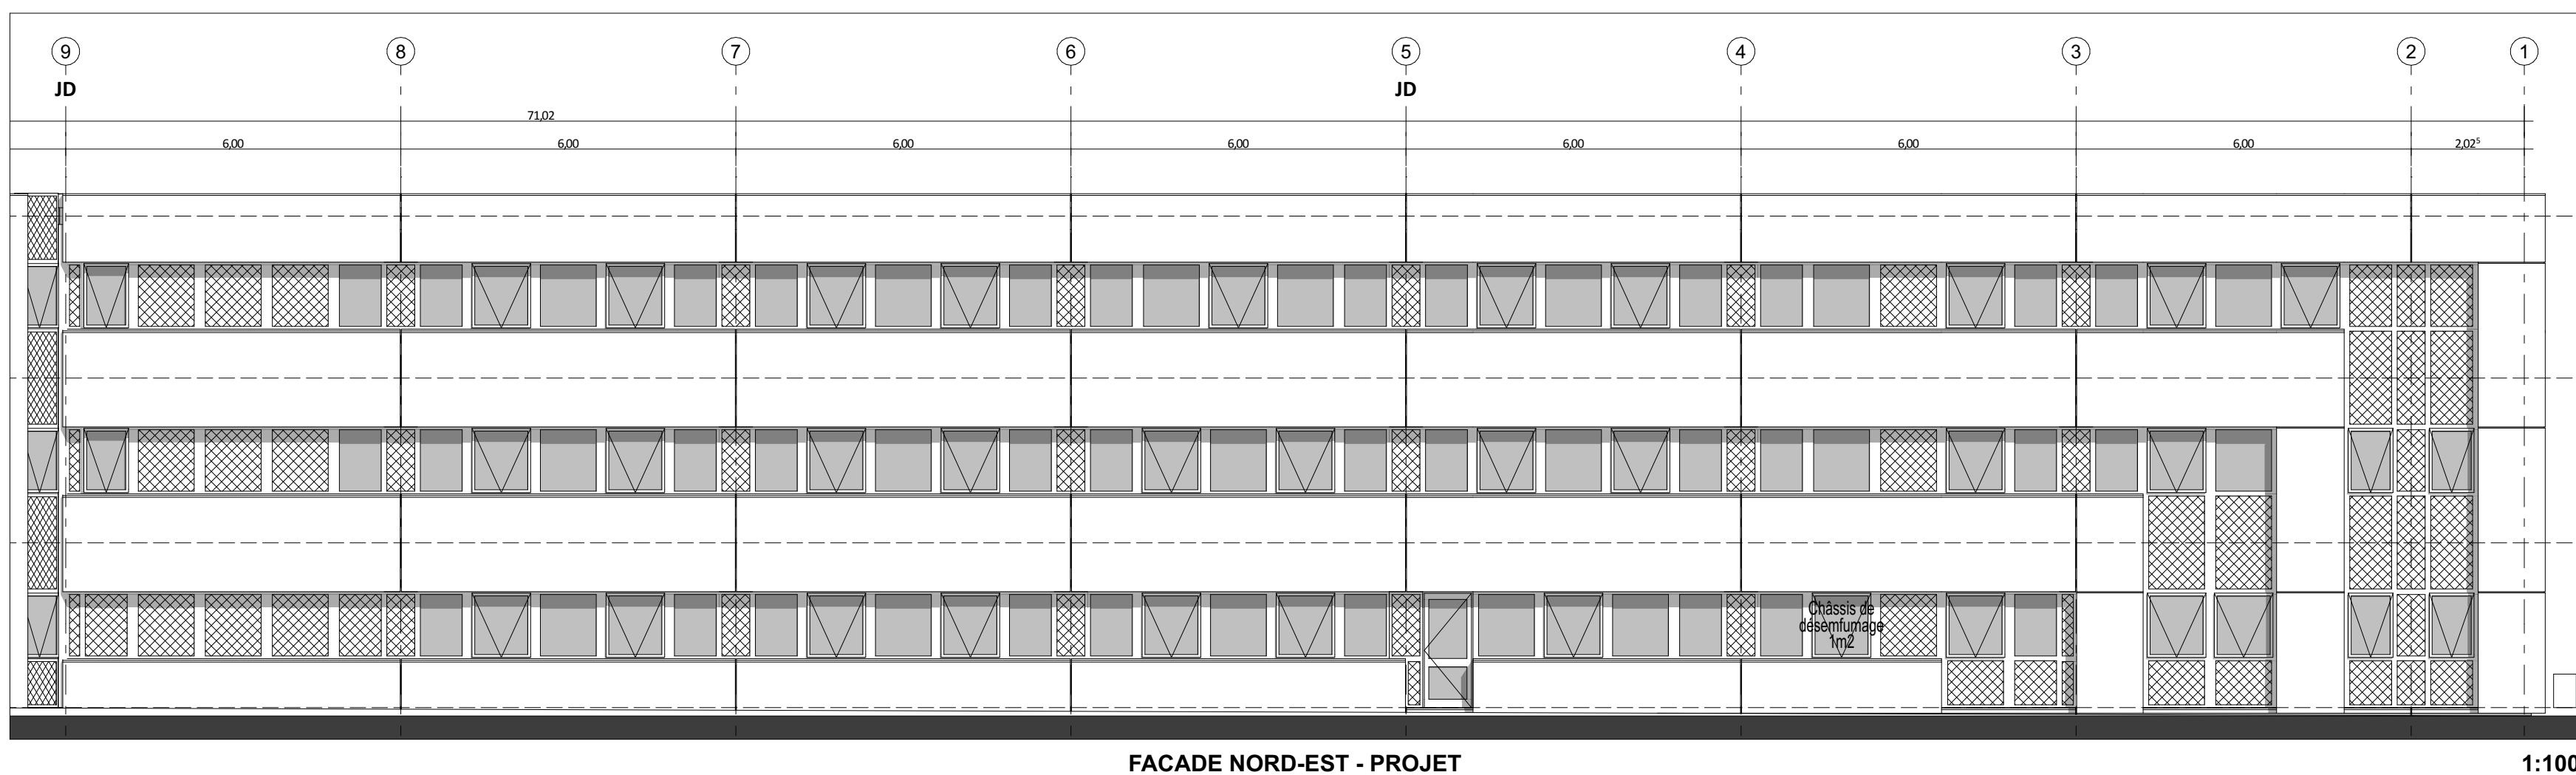 9 8 7 6 5 4 3 2 1
JD JD
71,02
6,00 6,00 6,00 6,00 6,00 6,00 6,00 2,02⁵
Châssis de
désemfumage
1m2
FACADE NORD-EST - PROJET 1:100